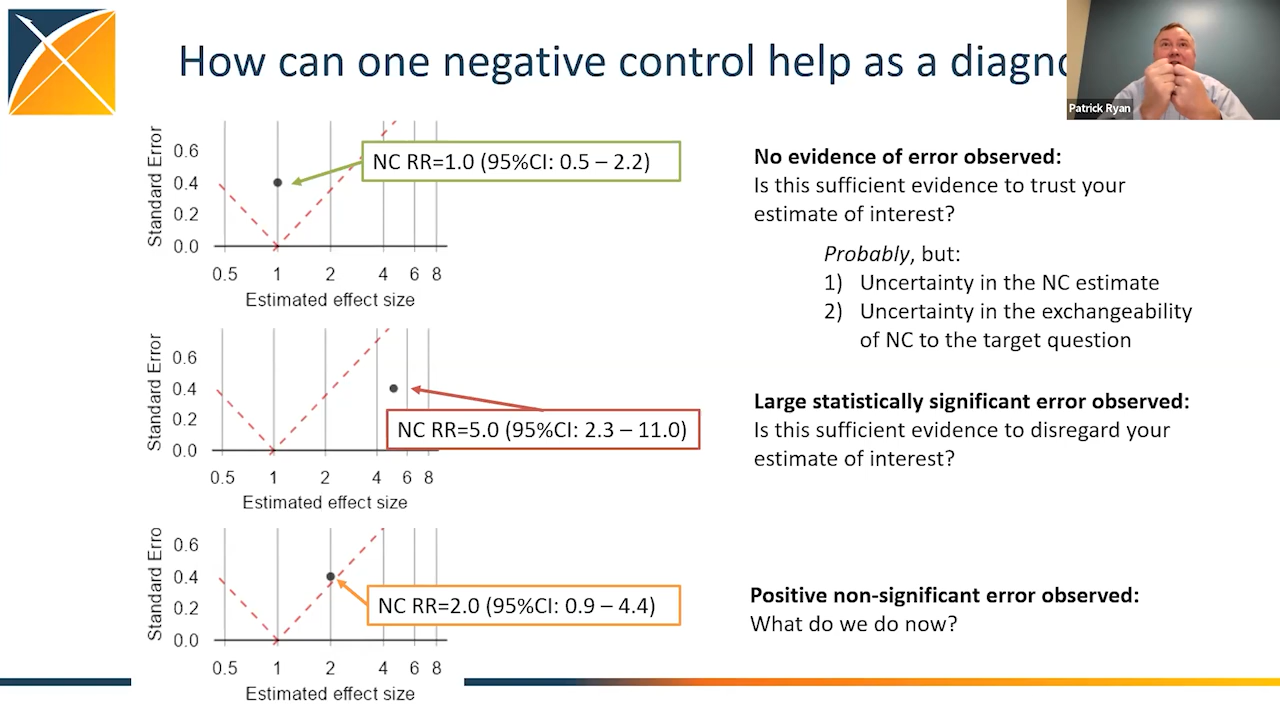 How can one negative control help as a
Patrick Ryan
0.6
0.4
0.2
0.0
Standard Error
NC RR=1.0 (95%CI: 0.5 – 2.2)
0.5 1 2 4 6 8
Estimated effect size
No evidence of error observed:
Is this sufficient evidence to trust your
estimate of interest?
Probably, but:
1) Uncertainty in the NC estimate
2) Uncertainty in the exchangeability
of NC to the target question
0.6
0.4
0.2
0.0
Standard Error
NC RR=5.0 (95%CI: 2.3 – 11.0)
0.5 1 2 4 6 8
Estimated effect size
Large statistically significant error observed:
Is this sufficient evidence to disregard your
estimate of interest?
0.6
0.4
0.2
0.0
Standard Erro
NC RR=2.0 (95%CI: 0.9 – 4.4)
0.5 1 2 4 6 8
Estimated effect size
Positive non-significant error observed:
What do we do now?